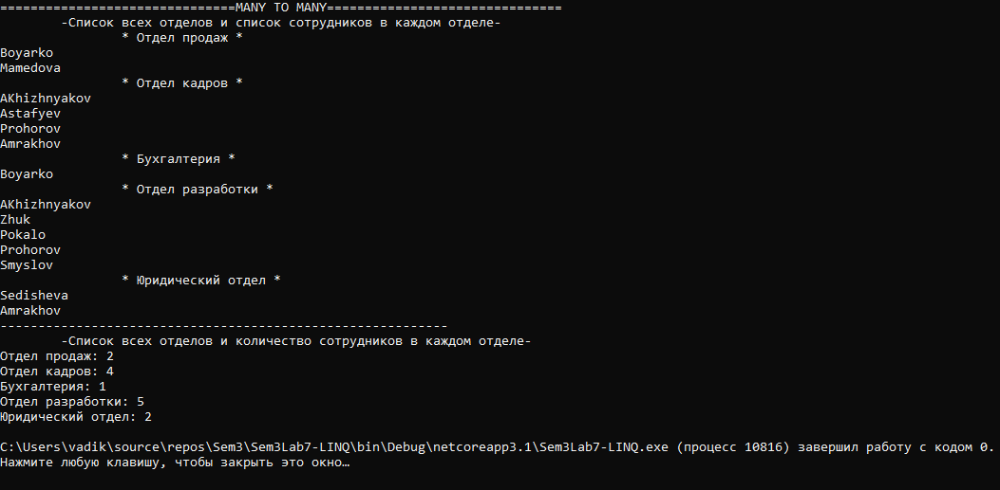 ===============================MANY TO MANY===============================
-Список всех отделов и список сотрудников в каждом отделе-
* Отдел продаж *
Boyarko
Mamedova
* Отдел кадров *
AKhizhnyakov
Astafyev
Prohorov
Amrakhov
* Бухгалтерия *
Boyarko
* Отдел разработки *
AKhizhnyakov
Zhuk
Pokalo
Prohorov
Smyslov
* Юридический отдел *
Sedisheva
Amrakhov
-----------------------------------------------------------
-Список всех отделов и количество сотрудников в каждом отделе-
Отдел продаж: 2
Отдел кадров: 4
Бухгалтерия: 1
Отдел разработки: 5
Юридический отдел: 2
C:\Users\vadik\source\repos\Sem3\Sem3Lab7-LINQ\bin\Debug\netcoreapp3.1\Sem3Lab7-LINQ.exe (процесс 10816) завершил работу с кодом 0.
Нажмите любую клавишу, чтобы закрыть это окно…